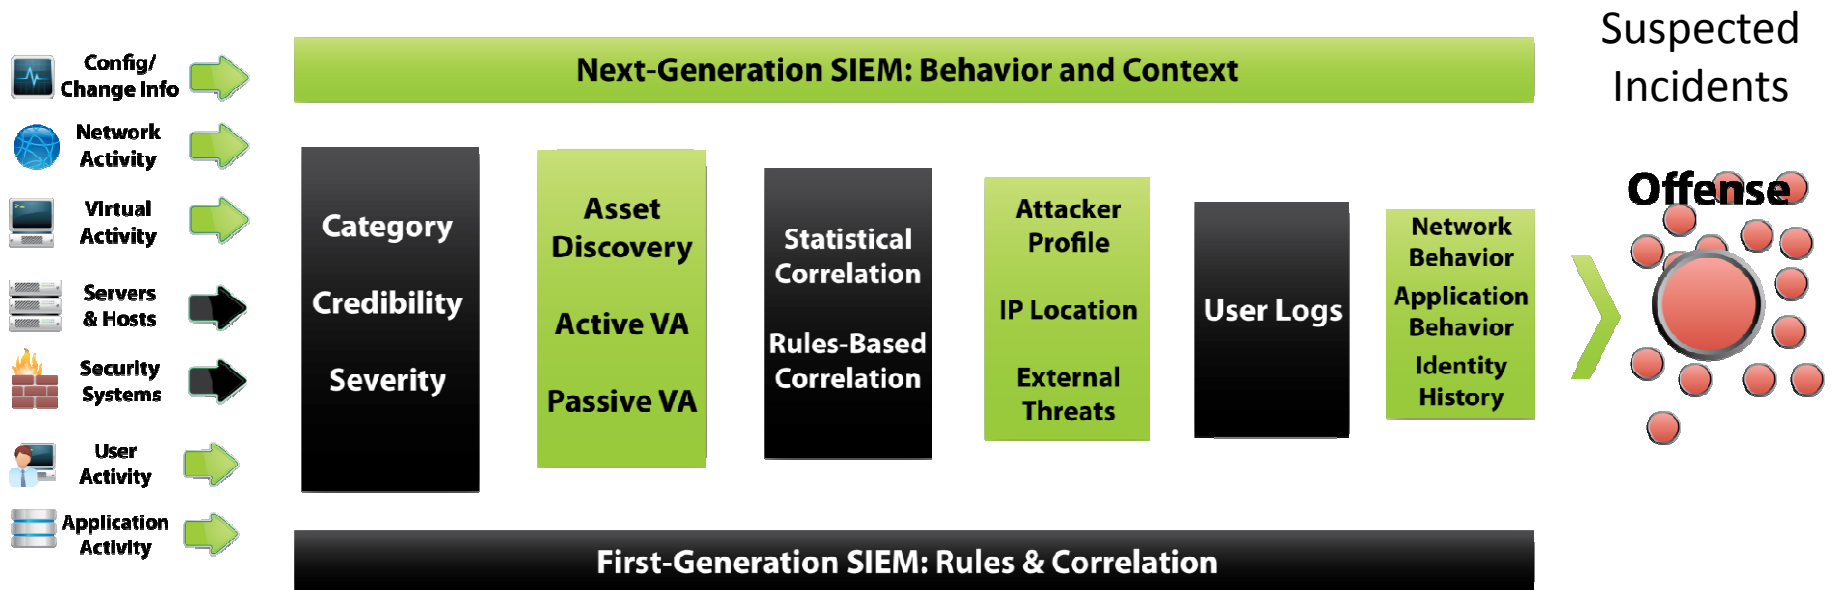 Suspected
Incidents
Next-Generation SIEM: Behavior and Context
Config/
Change Info
Network
Activity
Virtual
Activity
Servers
& Hosts
Security
Systems
User
Activity
Application
Activity
Category
Credibility
Severity
Asset
Discovery
Active VA
Passive VA
Statistical
Correlation
Rules-Based
Correlation
Attacker
Profile
IP Location
External
Threats
User Logs
Network
Behavior
Application
Behavior
Identity
History
Offense
First-Generation SIEM: Rules & Correlation